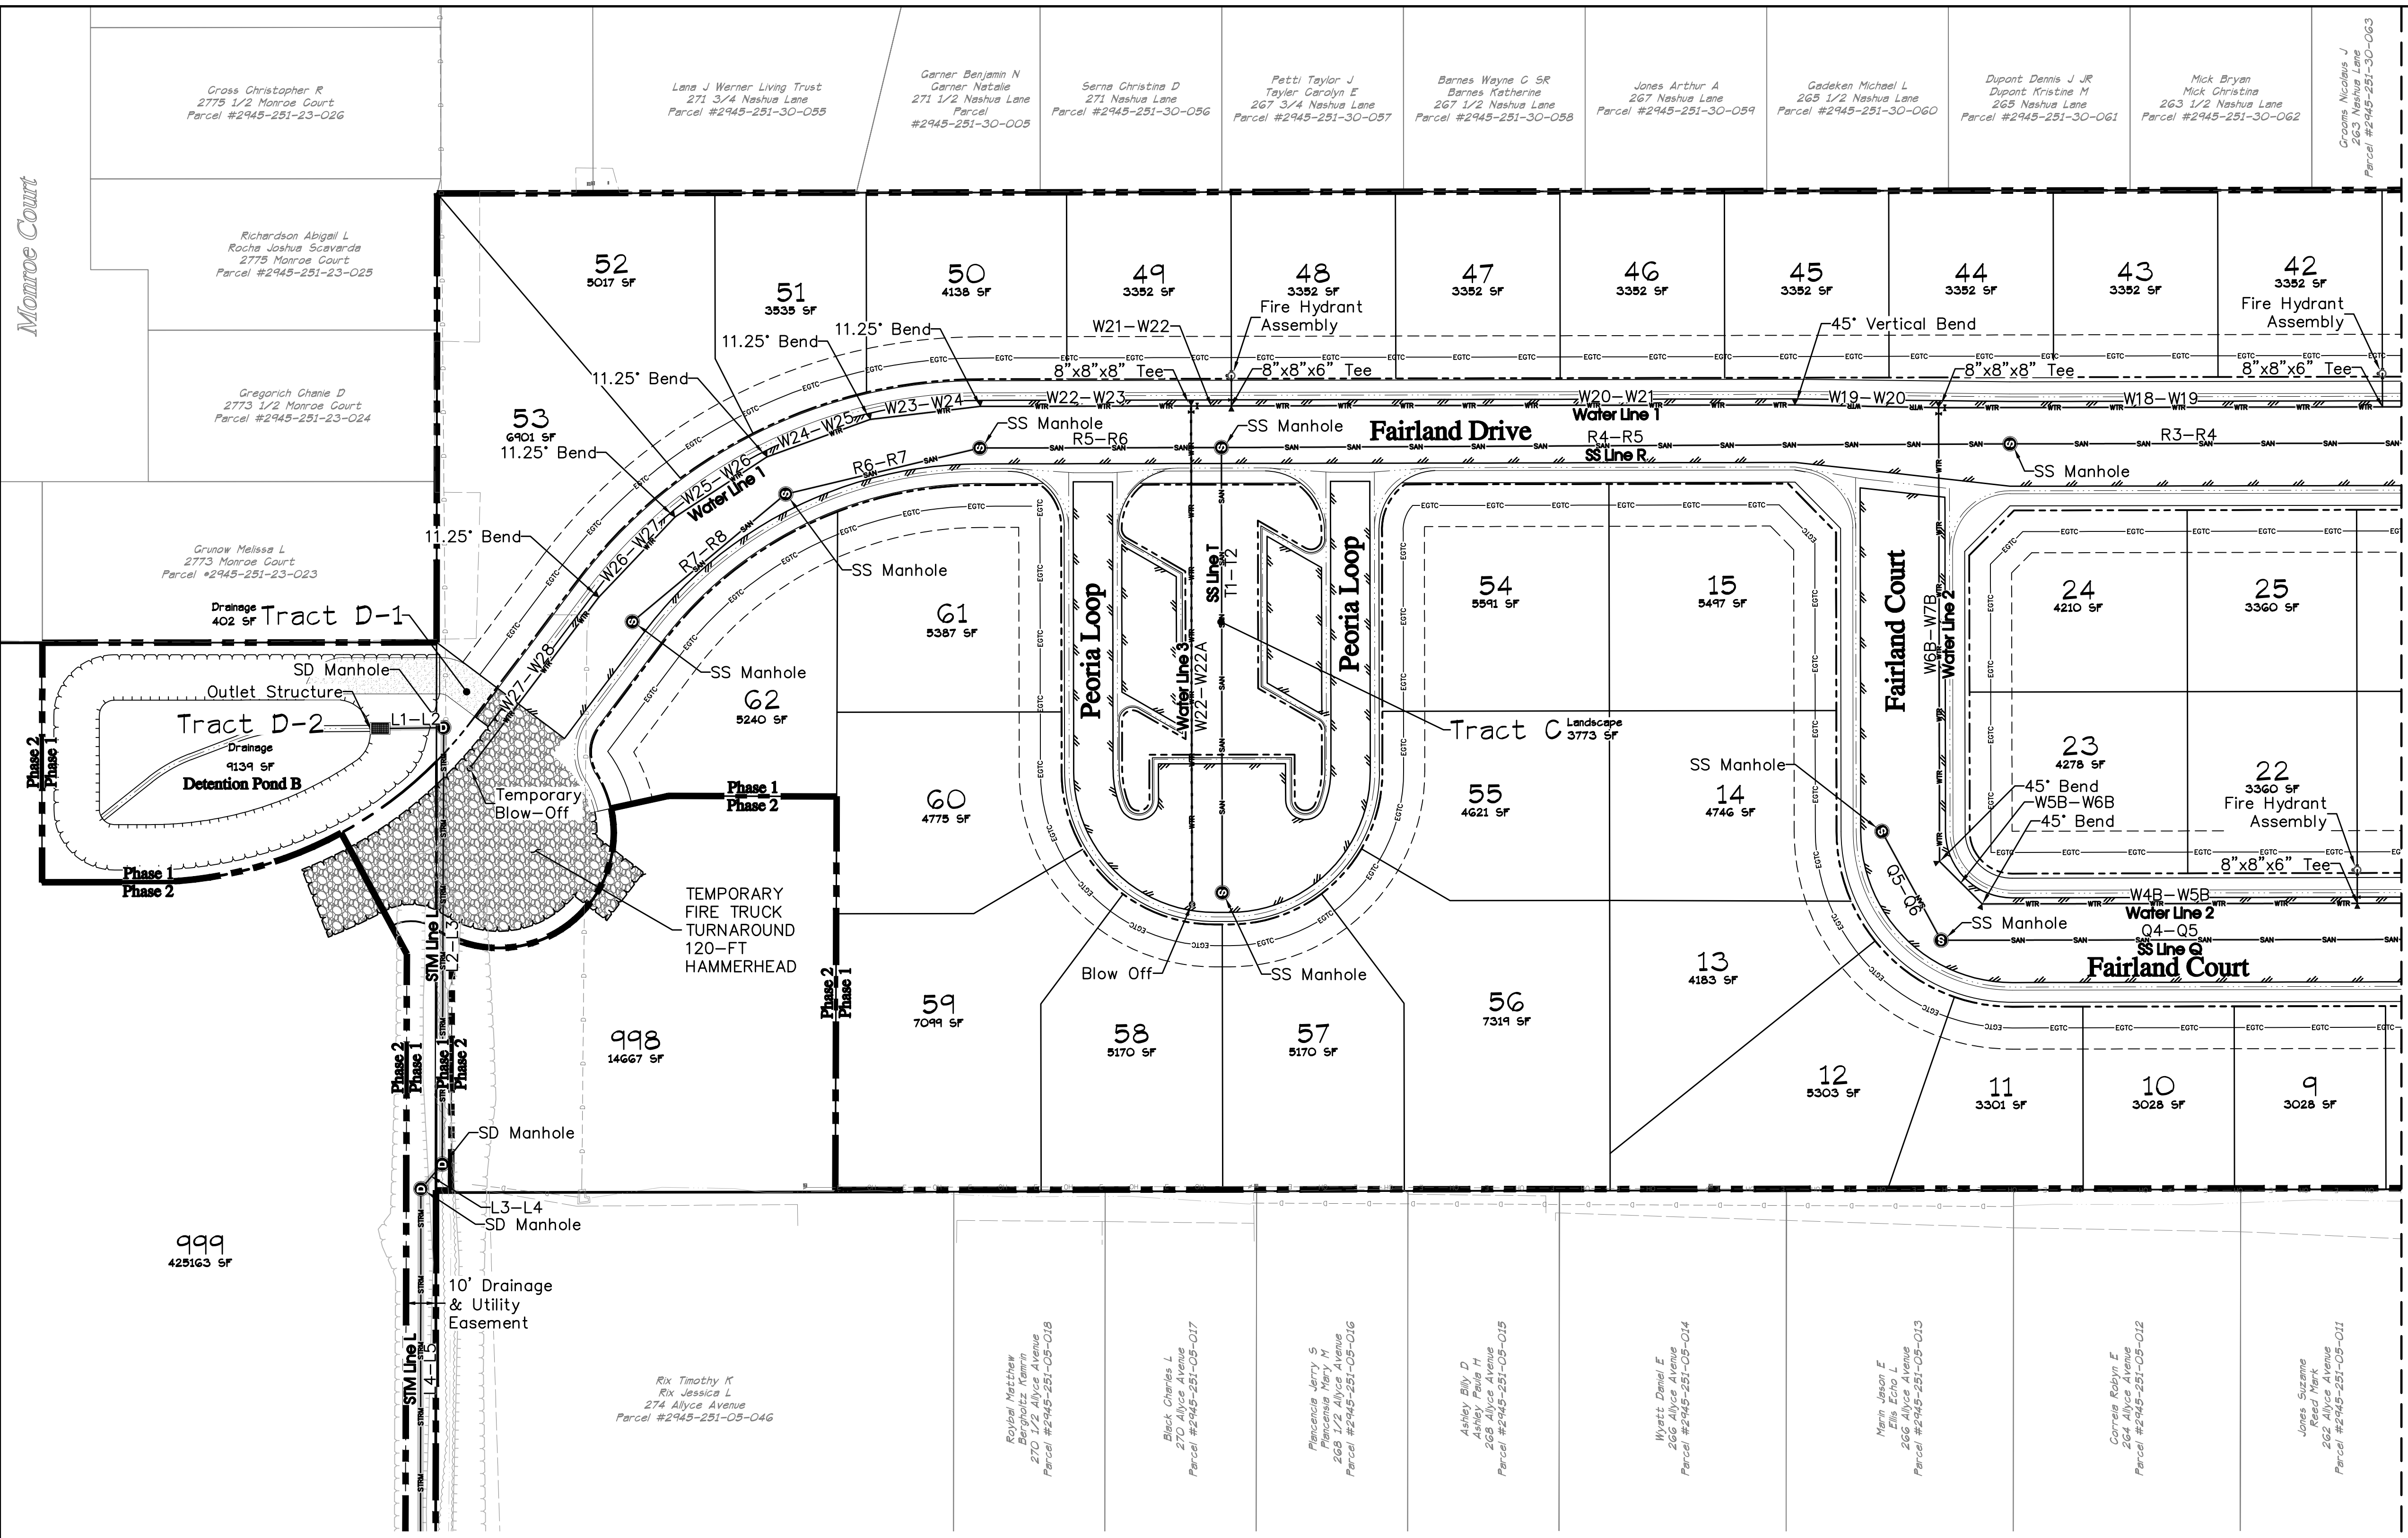 Cross Christopher R
2775 1/2 Monroe Court
Parcel #2945-251-23-026
Lana J Werner Living Trust
271 3/4 Nashua Lane
Parcel #2945-251-30-055
Garner Benjamin N
Garner Natalie
271 1/2 Nashua Lane
Parcel
#2945-251-30-005
Serna Christina D
271 Nashua Lane
Parcel #2945-251-30-056
Petti Taylor J
Tayler Carolyn E
267 3/4 Nashua Lane
Parcel #2945-251-30-057
Barnes Wayne C SR
Barnes Katherine
267 1/2 Nashua Lane
Parcel #2945-251-30-058
Jones Arthur A
267 Nashua Lane
Parcel #2945-251-30-059
Gadeken Michael L
265 1/2 Nashua Lane
Parcel #2945-251-30-060
Dupont Dennis J JR
Dupont Kristine M
265 Nashua Lane
Parcel #2945-251-30-061
Mick Bryan
Mick Christina
263 1/2 Nashua Lane
Parcel #2945-251-30-062
Grooms Nicolaus J
263 Nashua Lane
Parcel #2945-251-30-063
Monroe Court
Richardson Abigail L
Rocha Joshua Scavarda
2775 Monroe Court
Parcel #2945-251-23-025
Gregorich Chanie D
2773 1/2 Monroe Court
Parcel #2945-251-23-024
Grunow Melissa L
2773 Monroe Court
Parcel #2945-251-23-023
52
5017 SF
51
3535 SF
50
4138 SF
49
3352 SF
48
3352 SF
47
3352 SF
46
3352 SF
45
3352 SF
44
3352 SF
43
3352 SF
42
3352 SF
Fire Hydrant
Assembly
Fire Hydrant
Assembly
W21-W22
11.25° Bend
11.25° Bend
11.25° Bend
11.25° Bend
11.25° Bend
45° Vertical Bend
8"x8"x8" Tee
8"x8"x6" Tee
8"x8"x8" Tee
8"x8"x6" Tee
53
6901 SF
W22-W23
W23-W24
W24-W25
W25-W26
W26-W27
W27-W28
Water Line 1
W20-W21
Water Line 1
W19-W20
W18-W19
SS Manhole
R5-R6
SS Manhole
Fairland Drive
R4-R5
SS Line R
R3-R4
SS Manhole
R6-R7
R7-R8
SS Manhole
SS Manhole
Drainage
402 SF
Tract D-1
SD Manhole
Outlet Structure
L1-L2
Tract D-2
Drainage
9139 SF
Detention Pond B
Phase 2
Phase 1
Phase 1
Phase 2
Temporary
Blow-Off
TEMPORARY
FIRE TRUCK
TURNAROUND
120-FT
HAMMERHEAD
62
5240 SF
61
5387 SF
60
4775 SF
Phase 1
Phase 2
Phase 2
Phase 1
Peoria Loop
Water Line 3
W22-W22A
SS Line T
T1-T2
Peoria Loop
Tract C
Landscape
3773 SF
Blow Off
SS Manhole
54
5591 SF
15
5497 SF
55
4621 SF
14
4746 SF
Fairland Court
W6B-W7B
Water Line 2
24
4210 SF
25
3360 SF
23
4278 SF
22
3360 SF
SS Manhole
45° Bend
W5B-W6B
45° Bend
Fire Hydrant
Assembly
8"x8"x6" Tee
W4B-W5B
Water Line 2
Q5-Q6
SS Manhole
Q4-Q5
SS Line Q
Fairland Court
59
7099 SF
58
5170 SF
57
5170 SF
56
7319 SF
13
4183 SF
12
5303 SF
11
3301 SF
10
3028 SF
9
3028 SF
998
14667 SF
STM Line L
L2-L3
Phase 2
Phase 1
Phase 1
Phase 2
SD Manhole
L3-L4
SD Manhole
999
425163 SF
10' Drainage
& Utility
Easement
STM Line L
L4-L5
Rix Timothy K
Rix Jessica L
274 Allyce Avenue
Parcel #2945-251-05-046
Roybal Matthew
Bergholtz Kamrin
270 1/2 Allyce Avenue
Parcel #2945-251-05-018
Black Charles L
270 Allyce Avenue
Parcel #2945-251-05-017
Plancencia Jerry S
Plancensia Mary M
268 1/2 Allyce Avenue
Parcel #2945-251-05-016
Ashley Billy D
Ashley Paula H
268 Allyce Avenue
Parcel #2945-251-05-015
Wyatt Daniel E
266 Allyce Avenue
Parcel #2945-251-05-014
Marin Jason E
Ellis Echo L
266 Allyce Avenue
Parcel #2945-251-05-013
Correia Robyn E
264 Allyce Avenue
Parcel #2945-251-05-012
Jones Suzanne
Reed Mark
262 Allyce Avenue
Parcel #2945-251-05-011